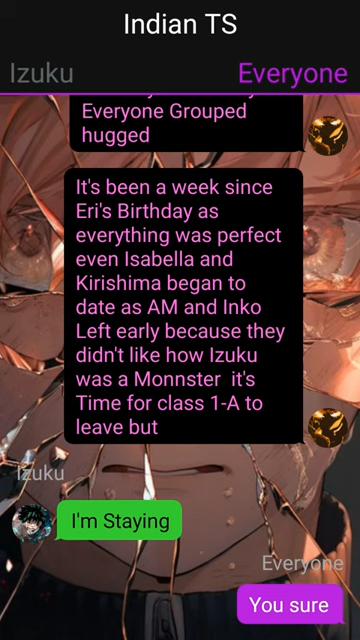 Indian TS
Izuku
Everyone
Everyone Grouped
hugged
It's been a week since
Eri's Birthday as
everything was perfect
even Isabella and
Kirishima began to
date as AM and Inko
Left early because they
didn't like how Izuku
was a Monnster it's
Time for class 1-A to
leave but
Izuku
I'm Staying
Everyone
You sure